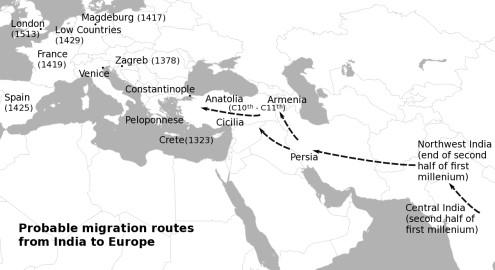 London
(1513)
Magdeburg (1417)
Low Countries
(1429)
France
(1419)
Zagreb (1378)
Venice
Spain
(1425)
Constantinople
Anatolia
(C10th - C11th)
Armenia
Cilicia
Peloponnese
Crete(1323)
Persia
Northwest India
(end of second
half of first
millenium)
Central India
(second half of
first millenium)
Probable migration routes
from India to Europe